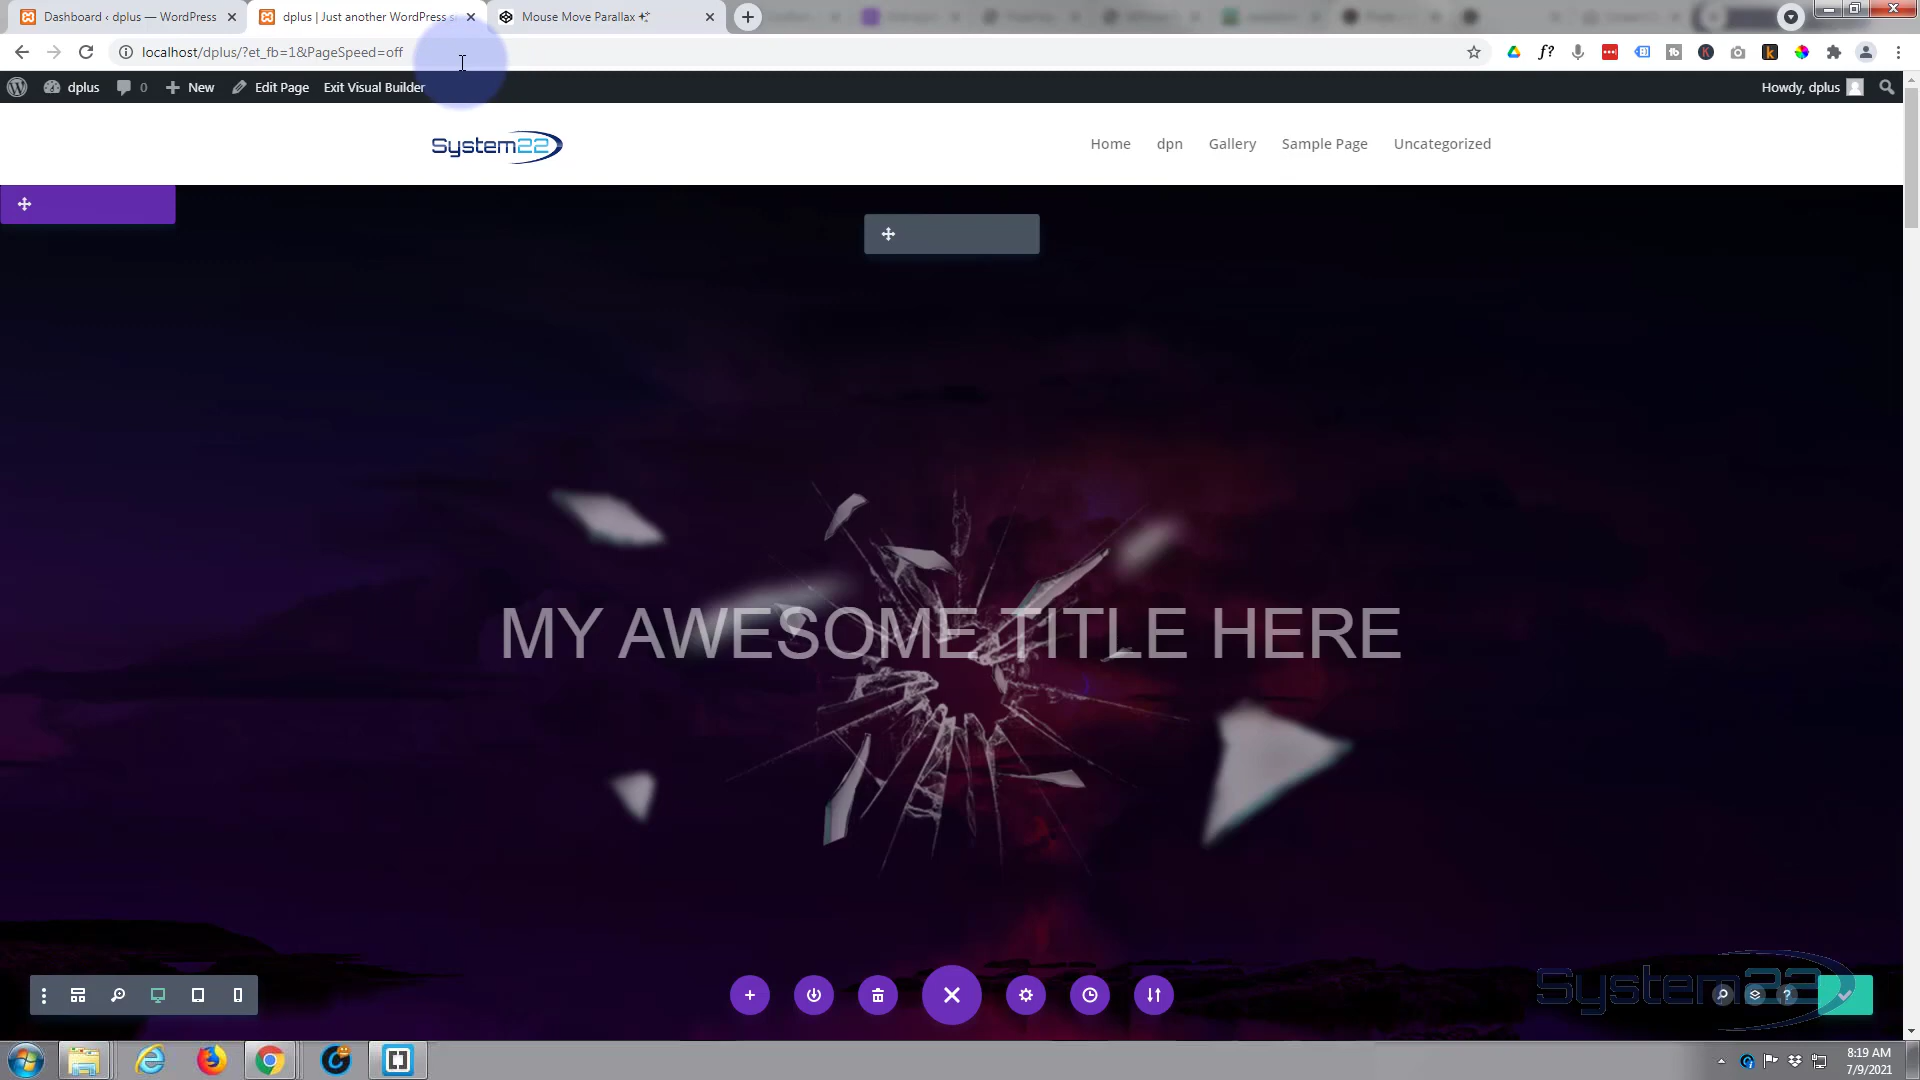 Dashboard ‹ dplus — WordPress
dplus | Just another WordPress s
Mouse Move Parallax
localhost/dplus/?et_fb=1&PageSpeed=off
dplus
0
New
Edit Page
Exit Visual Builder
Howdy, dplus
System22
Home
dpn
Gallery
Sample Page
Uncategorized
MY AWESOME TITLE HERE
System22
8:19 AM
7/9/2021